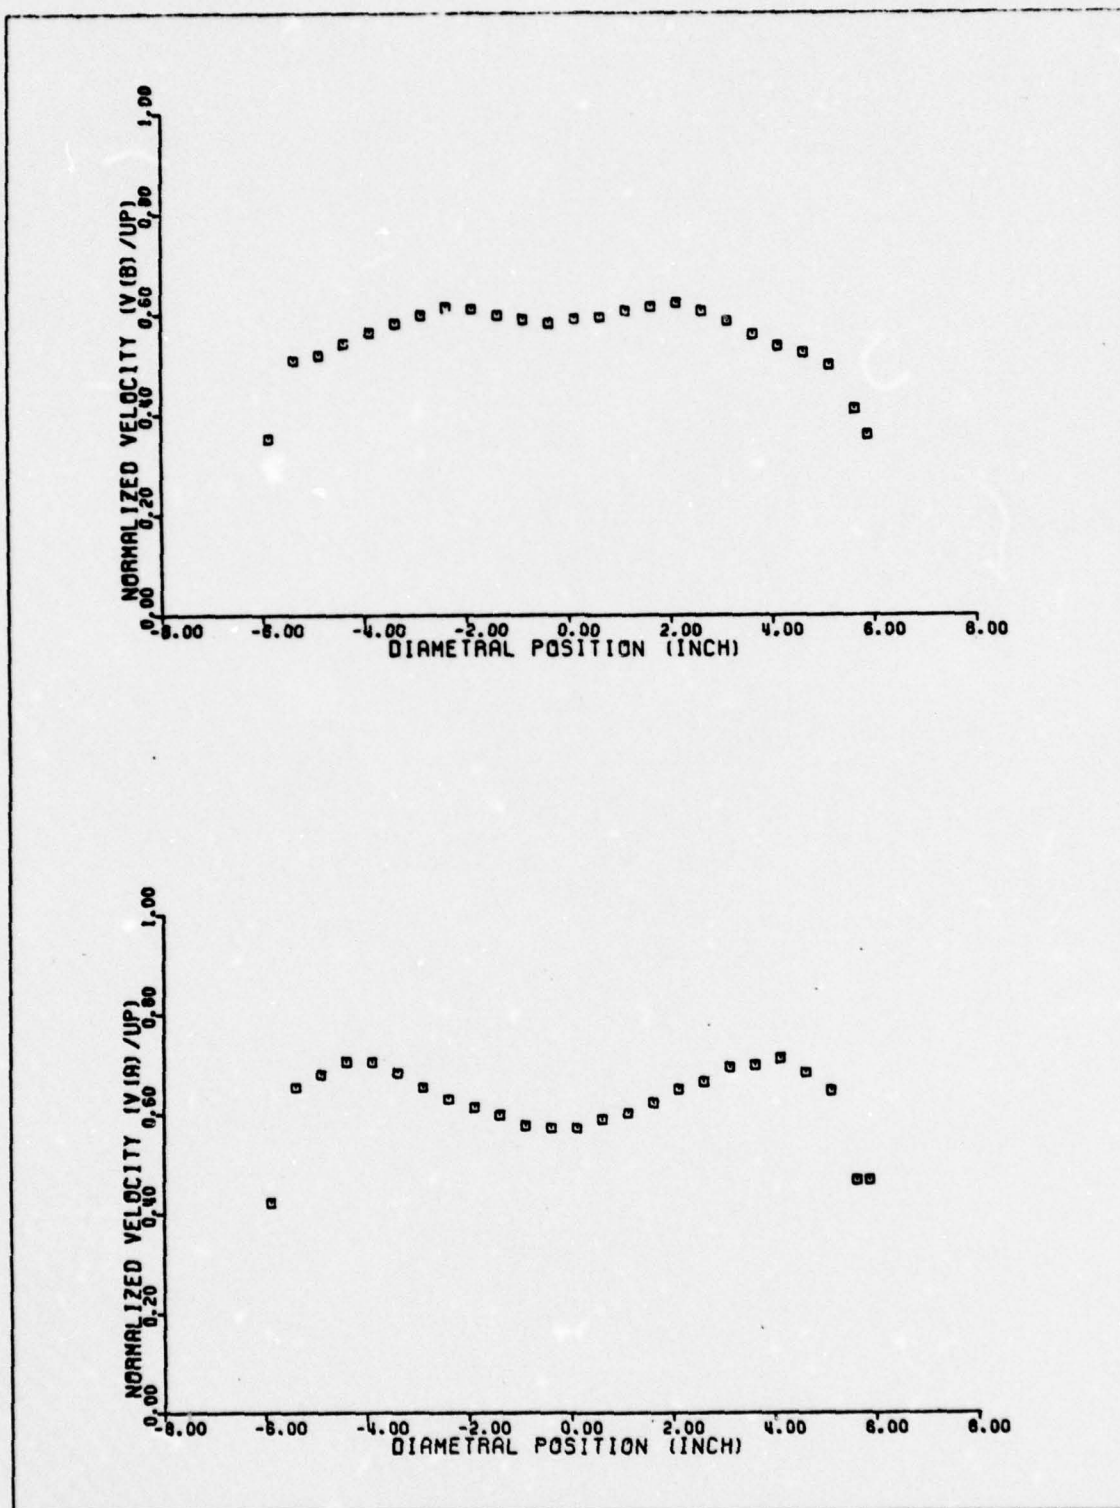 NORMALIZED VELOCITY (V(B)/UP)
1.00
0.80
0.60
0.40
0.20
0.00
-8.00 -6.00 -4.00 -2.00 0.00 2.00 4.00 6.00 8.00
DIAMETRAL POSITION (INCH)
NORMALIZED VELOCITY (V(A)/UP)
1.00
0.80
0.60
0.40
0.20
0.00
-8.00 -6.00 -4.00 -2.00 0.00 2.00 4.00 6.00 8.00
DIAMETRAL POSITION (INCH)